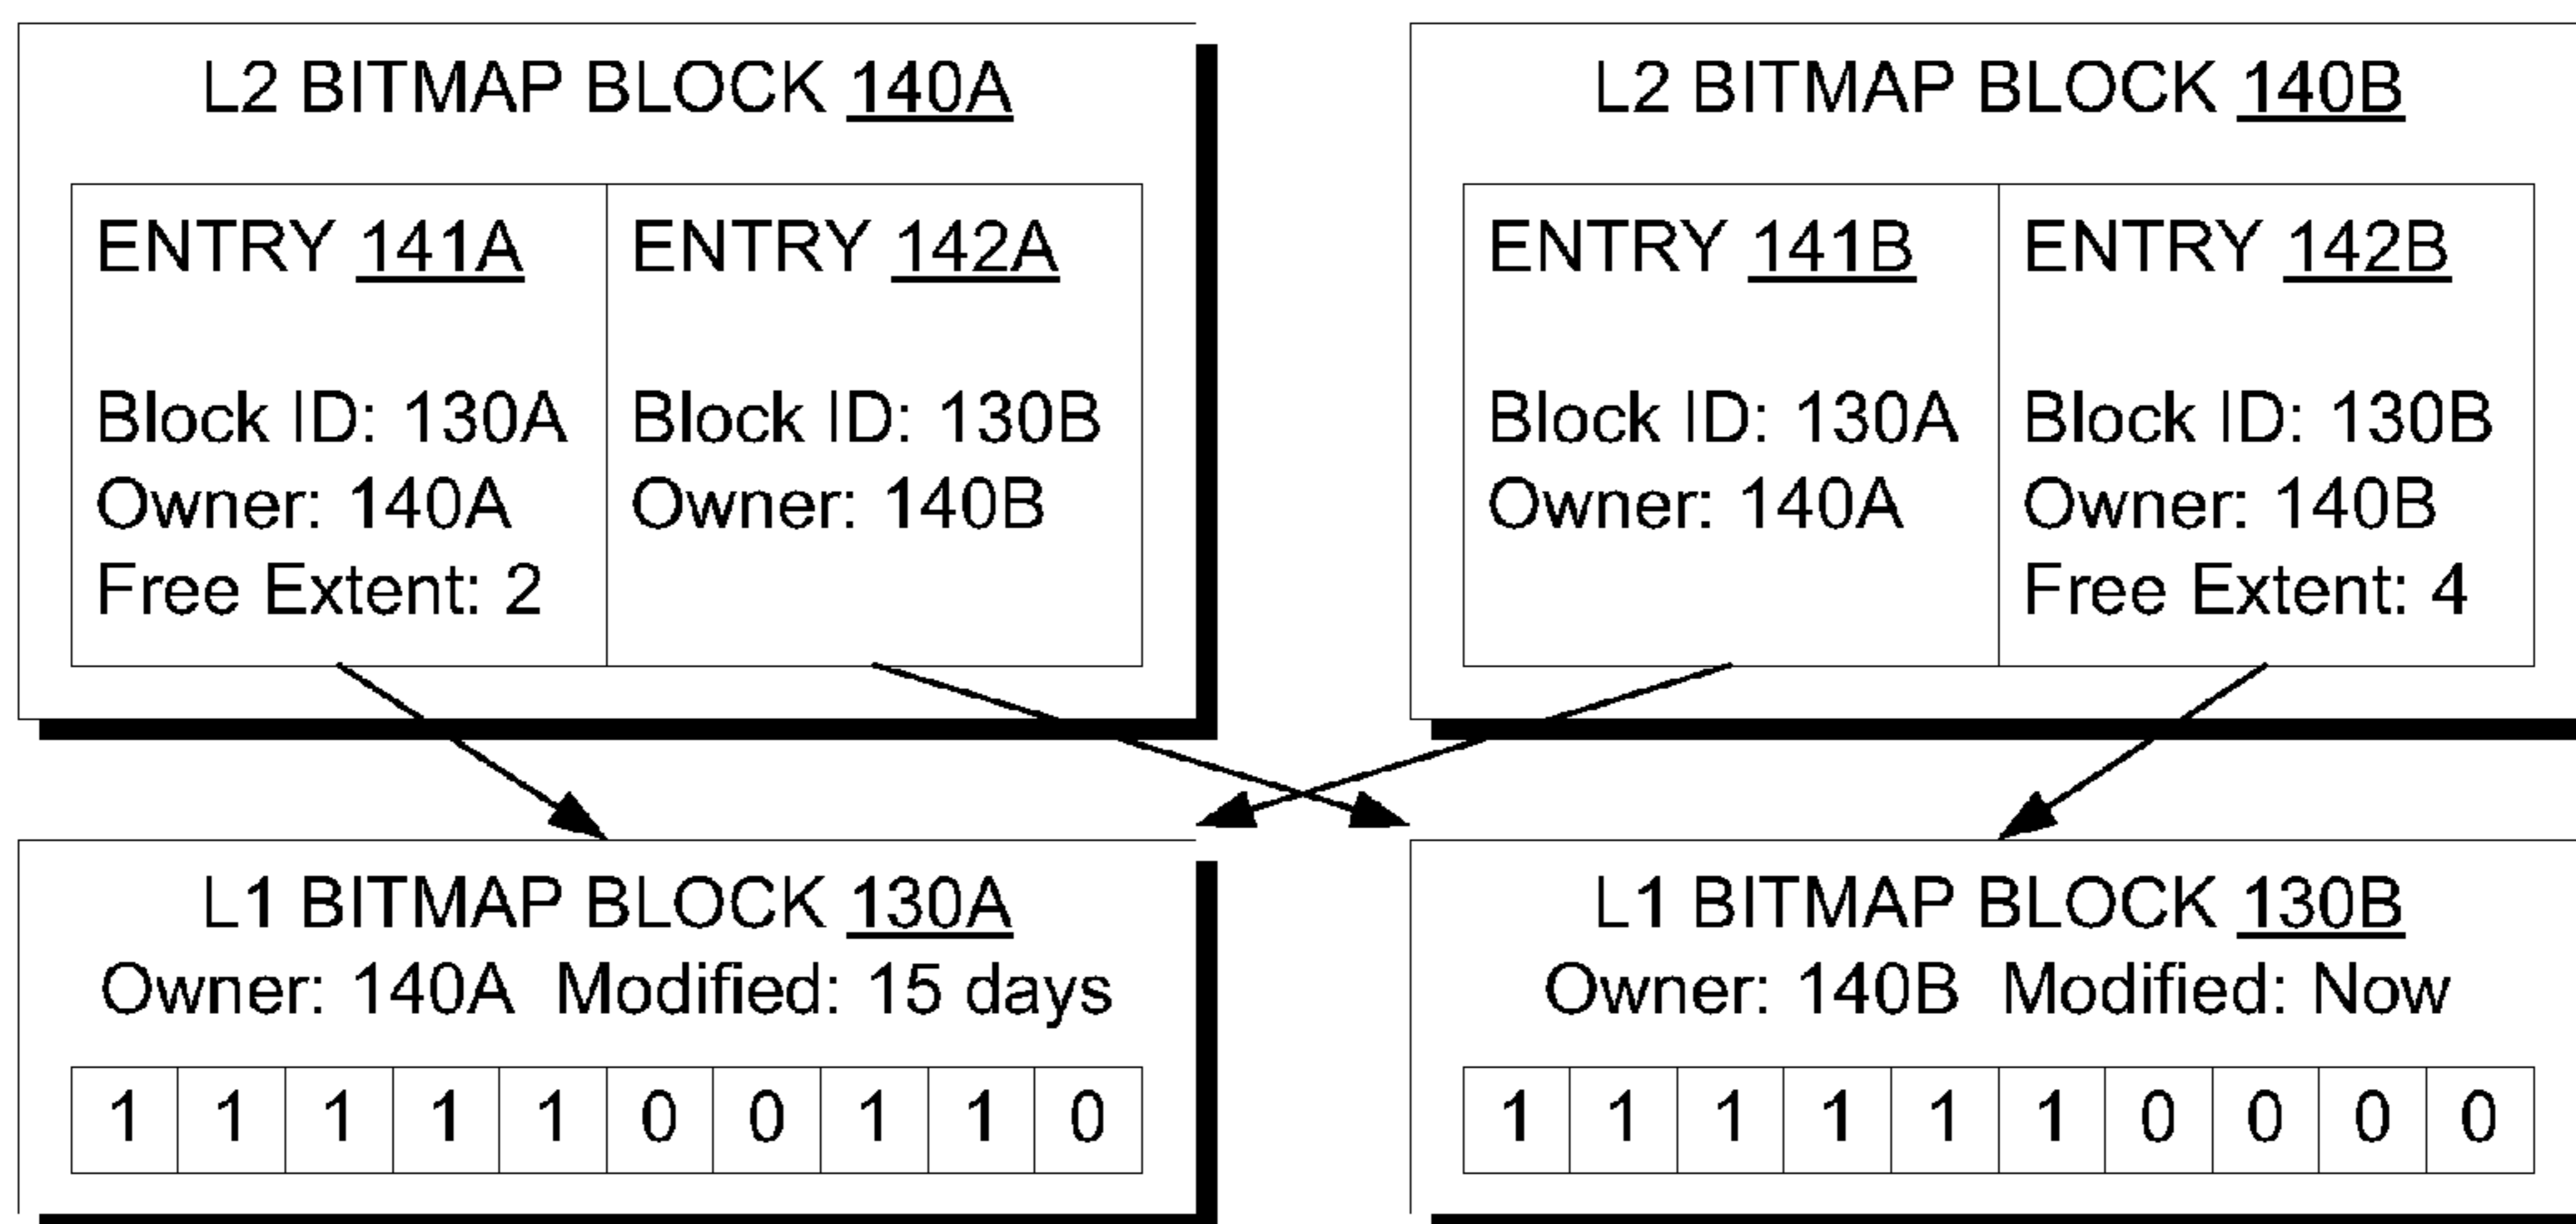 L2 BITMAP BLOCK 140A
ENTRY 141A
Block ID: 130A
Owner: 140A
Free Extent: 2
ENTRY 142A
Block ID: 130B
Owner: 140B
L2 BITMAP BLOCK 140B
ENTRY 141B
Block ID: 130A
Owner: 140A
ENTRY 142B
Block ID: 130B
Owner: 140B
Free Extent: 4
L1 BITMAP BLOCK 130A
Owner: 140A Modified: 15 days
1 1 1 1 1 0 0 1 1 0
L1 BITMAP BLOCK 130B
Owner: 140B Modified: Now
1 1 1 1 1 1 0 0 0 0